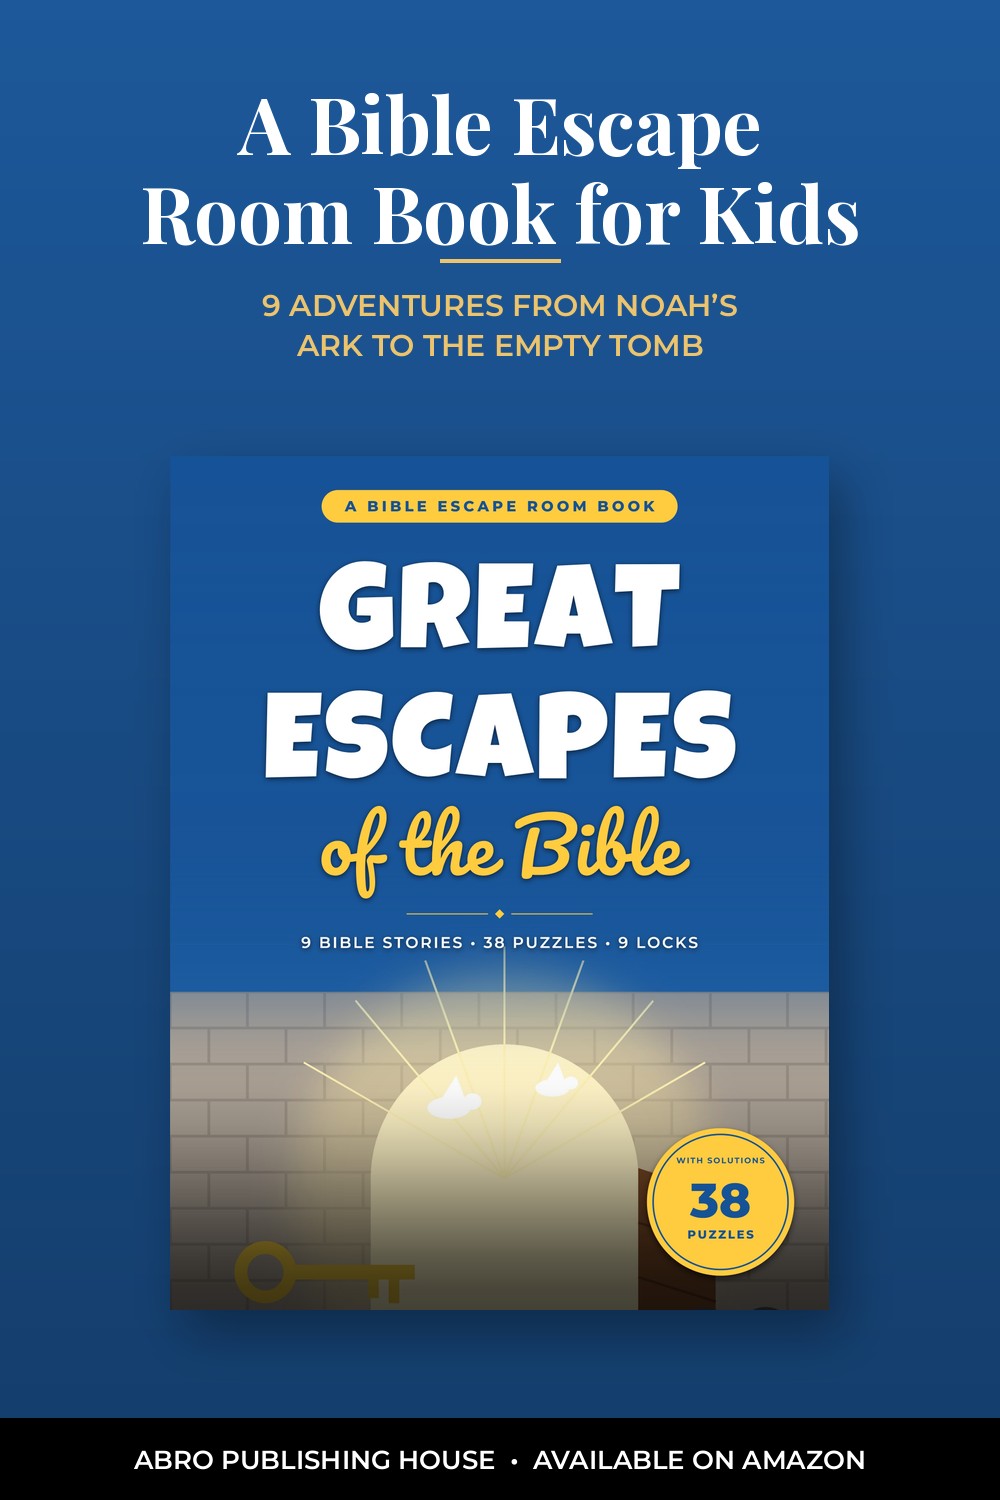 A Bible Escape
Room Book for Kids
9 ADVENTURES FROM NOAH’S
ARK TO THE EMPTY TOMB
A BIBLE ESCAPE ROOM BOOK
GREAT
ESCAPES
of the Bible
9 BIBLE STORIES • 38 PUZZLES • 9 LOCKS
WITH SOLUTIONS
38
PUZZLES
ABRO PUBLISHING HOUSE • AVAILABLE ON AMAZON